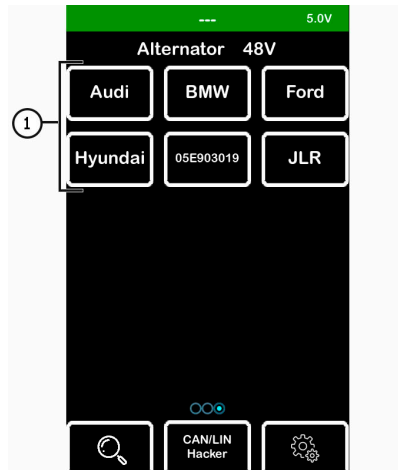 --- 5.0V
Alternator 48V
Audi BMW Ford
1
Hyundai 05E903019 JLR
CAN/LIN
Hacker